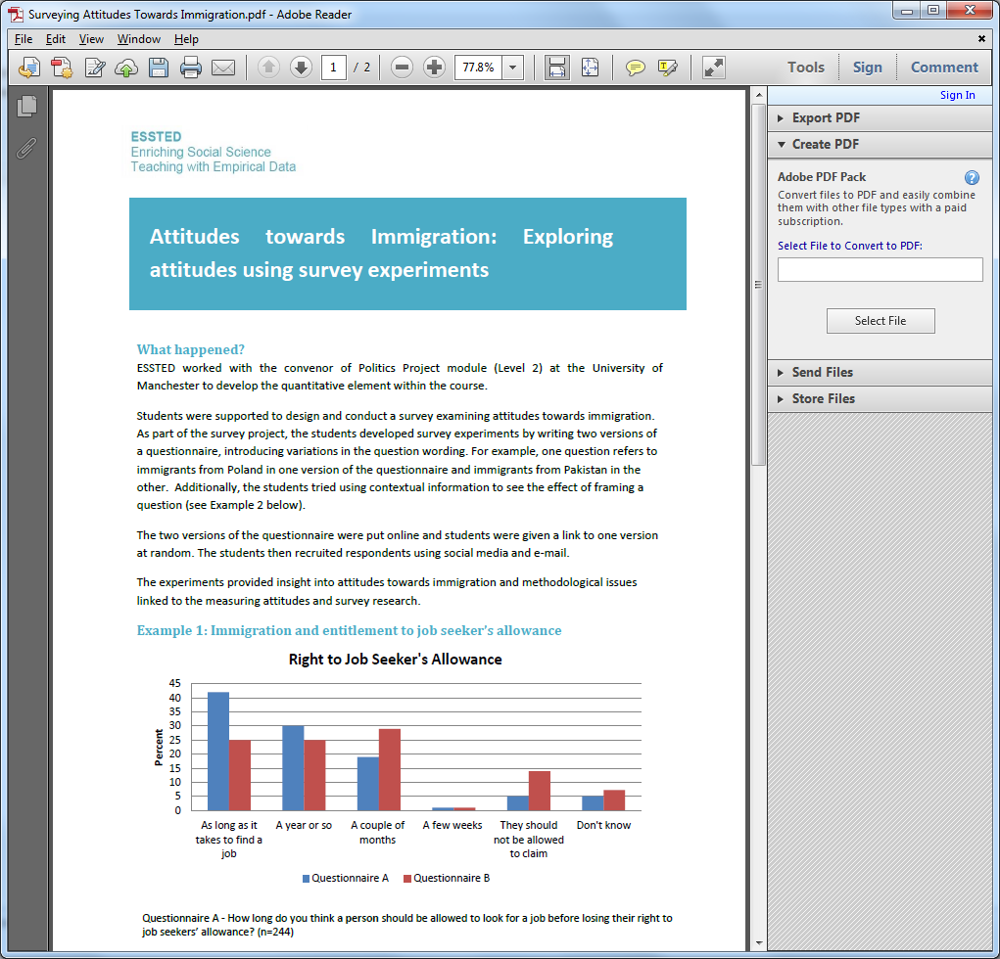 Surveying Attitudes Towards Immigration.pdf - Adobe Reader
File Edit View Window Help
1 / 2 77.8% Tools Sign Comment
Sign In
Export PDF
Create PDF
Adobe PDF Pack
Convert files to PDF and easily combine
them with other file types with a paid
subscription.
Select File to Convert to PDF:
Select File
Send Files
Store Files
ESSTED
Enriching Social Science
Teaching with Empirical Data
Attitudes towards Immigration: Exploring
attitudes using survey experiments
What happened?
ESSTED worked with the convenor of Politics Project module (Level 2) at the University of
Manchester to develop the quantitative element within the course.
Students were supported to design and conduct a survey examining attitudes towards immigration.
As part of the survey project, the students developed survey experiments by writing two versions of
a questionnaire, introducing variations in the question wording. For example, one question refers to
immigrants from Poland in one version of the questionnaire and immigrants from Pakistan in the
other. Additionally, the students tried using contextual information to see the effect of framing a
question (see Example 2 below).
The two versions of the questionnaire were put online and students were given a link to one version
at random. The students then recruited respondents using social media and e-mail.
The experiments provided insight into attitudes towards immigration and methodological issues
linked to the measuring attitudes and survey research.
Example 1: Immigration and entitlement to job seeker's allowance
Right to Job Seeker's Allowance
Percent
45
40
35
30
25
20
15
10
5
0
As long as it
takes to find a
job
A year or so
A couple of
months
A few weeks
They should
not be allowed
to claim
Don't know
Questionnaire A Questionnaire B
Questionnaire A - How long do you think a person should be allowed to look for a job before losing their right to
job seekers' allowance? (n=244)